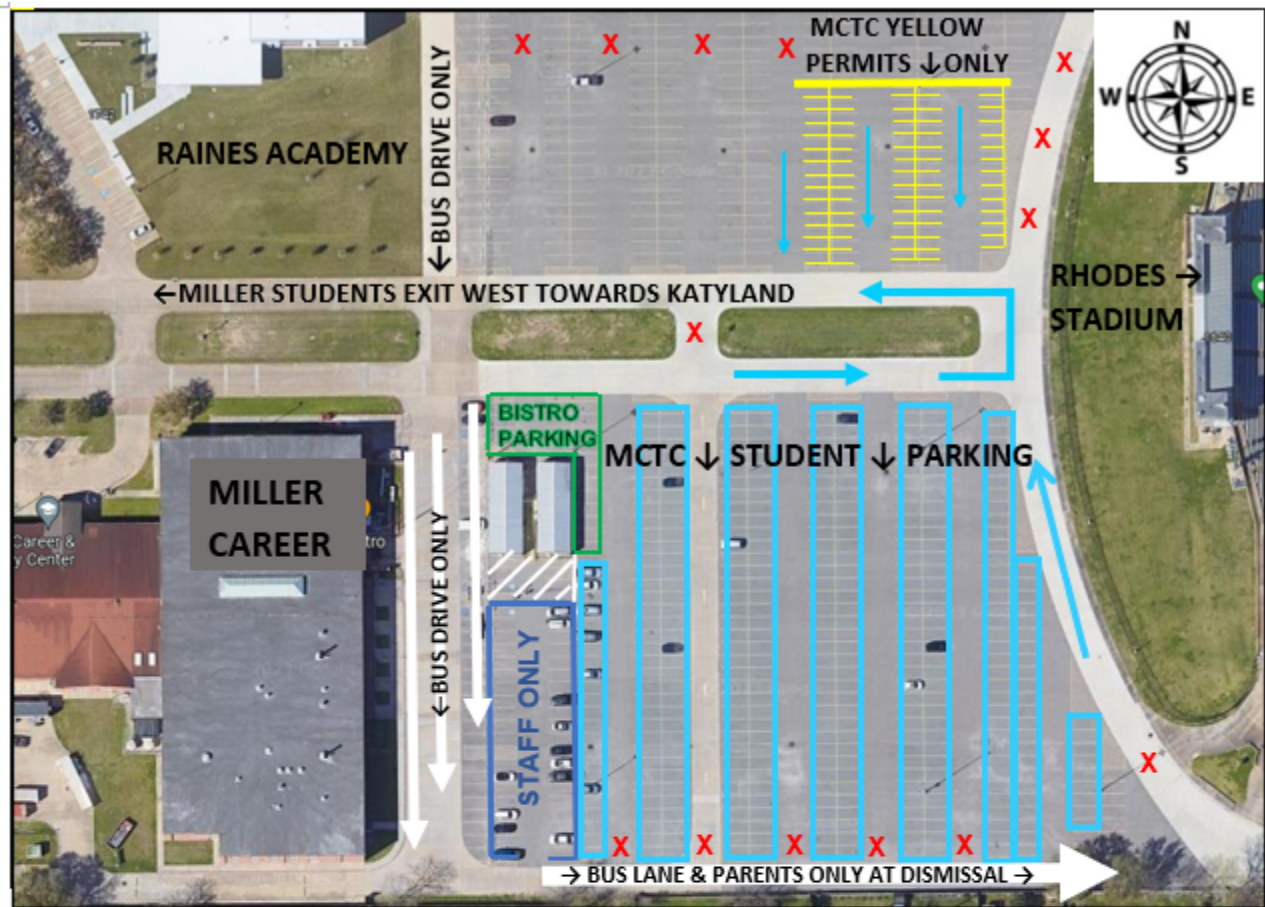 MCTC YELLOW
PERMITS ↓ ONLY
X X X X
X
X
X
N
W E
S
←BUS DRIVE ONLY
RAINES ACADEMY
←MILLER STUDENTS EXIT WEST TOWARDS KATYLAND
RHODES →
STADIUM
X
BISTRO
PARKING
MCTC ↓ STUDENT ↓ PARKING
MILLER
CAREER
Career &
y Center
tro
←BUS DRIVE ONLY
STAFF ONLY
X
X X X X X
→ BUS LANE & PARENTS ONLY AT DISMISSAL →